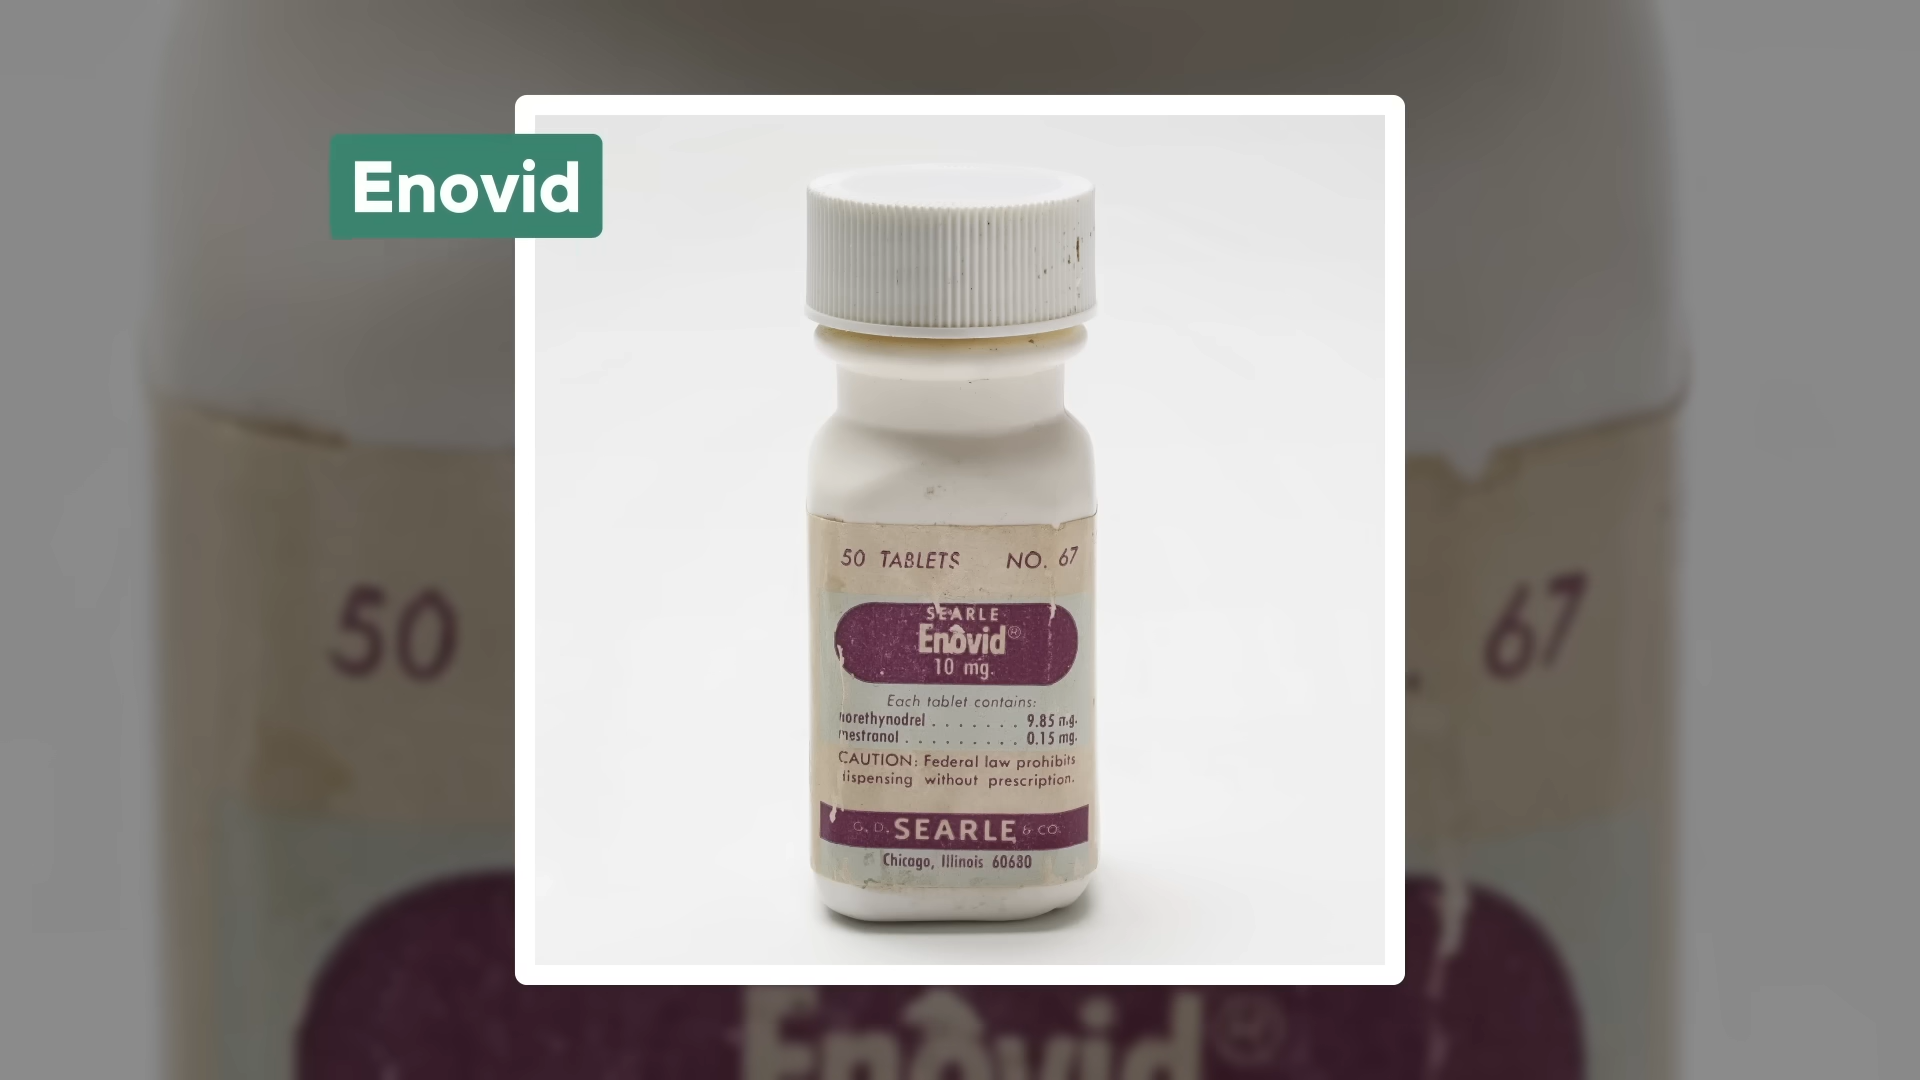 Enovid
50 TABLETS NO. 67
SEARLE
Enovid®
10 mg.
Each tablet contains:
norethynodrel . . . . . . . 9.85 mg.
mestranol . . . . . . . . . 0.15 mg.
CAUTION: Federal law prohibits
dispensing without prescription.
G. D. SEARLE & CO.
Chicago, Illinois 60680
50
67
Enovid®